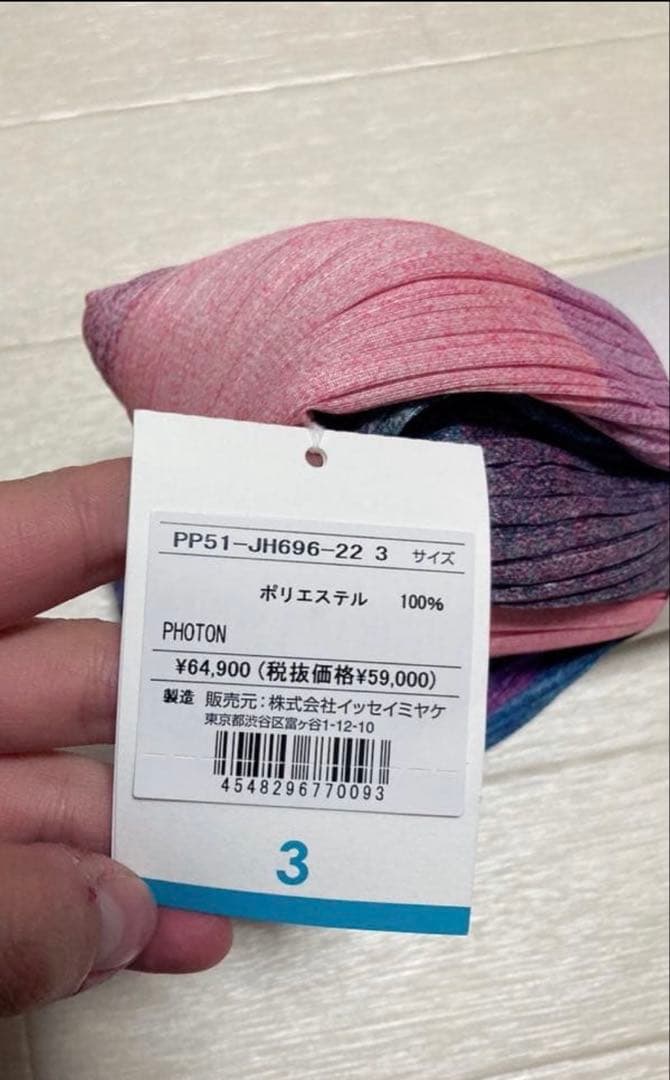 PP51-JH696-22 3 サイズ
ポリエステル 100%
PHOTON
¥64,900(税抜価格¥59,000)
製造 販売元:株式会社イッセイミヤケ
東京都渋谷区富ヶ谷1-12-10
4548296770093
3